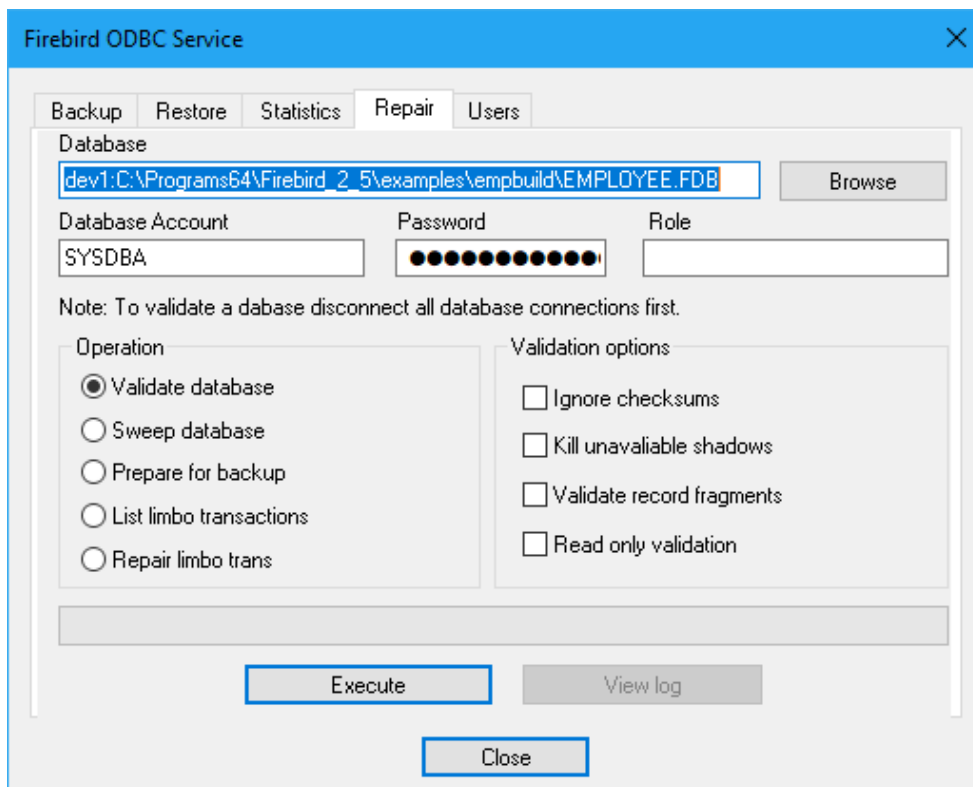 Firebird ODBC Service
Backup Restore Statistics Repair Users
Database
dev1:C:\Programs64\Firebird_2_5\examples\empbuild\EMPLOYEE.FDB Browse
Database Account Password Role
SYSDBA ●●●●●●●●●●●●
Note: To validate a dabase disconnect all database connections first.
Operation Validation options
Validate database Ignore checksums
Sweep database Kill unavaliable shadows
Prepare for backup Validate record fragments
List limbo transactions Read only validation
Repair limbo trans
Execute View log
Close